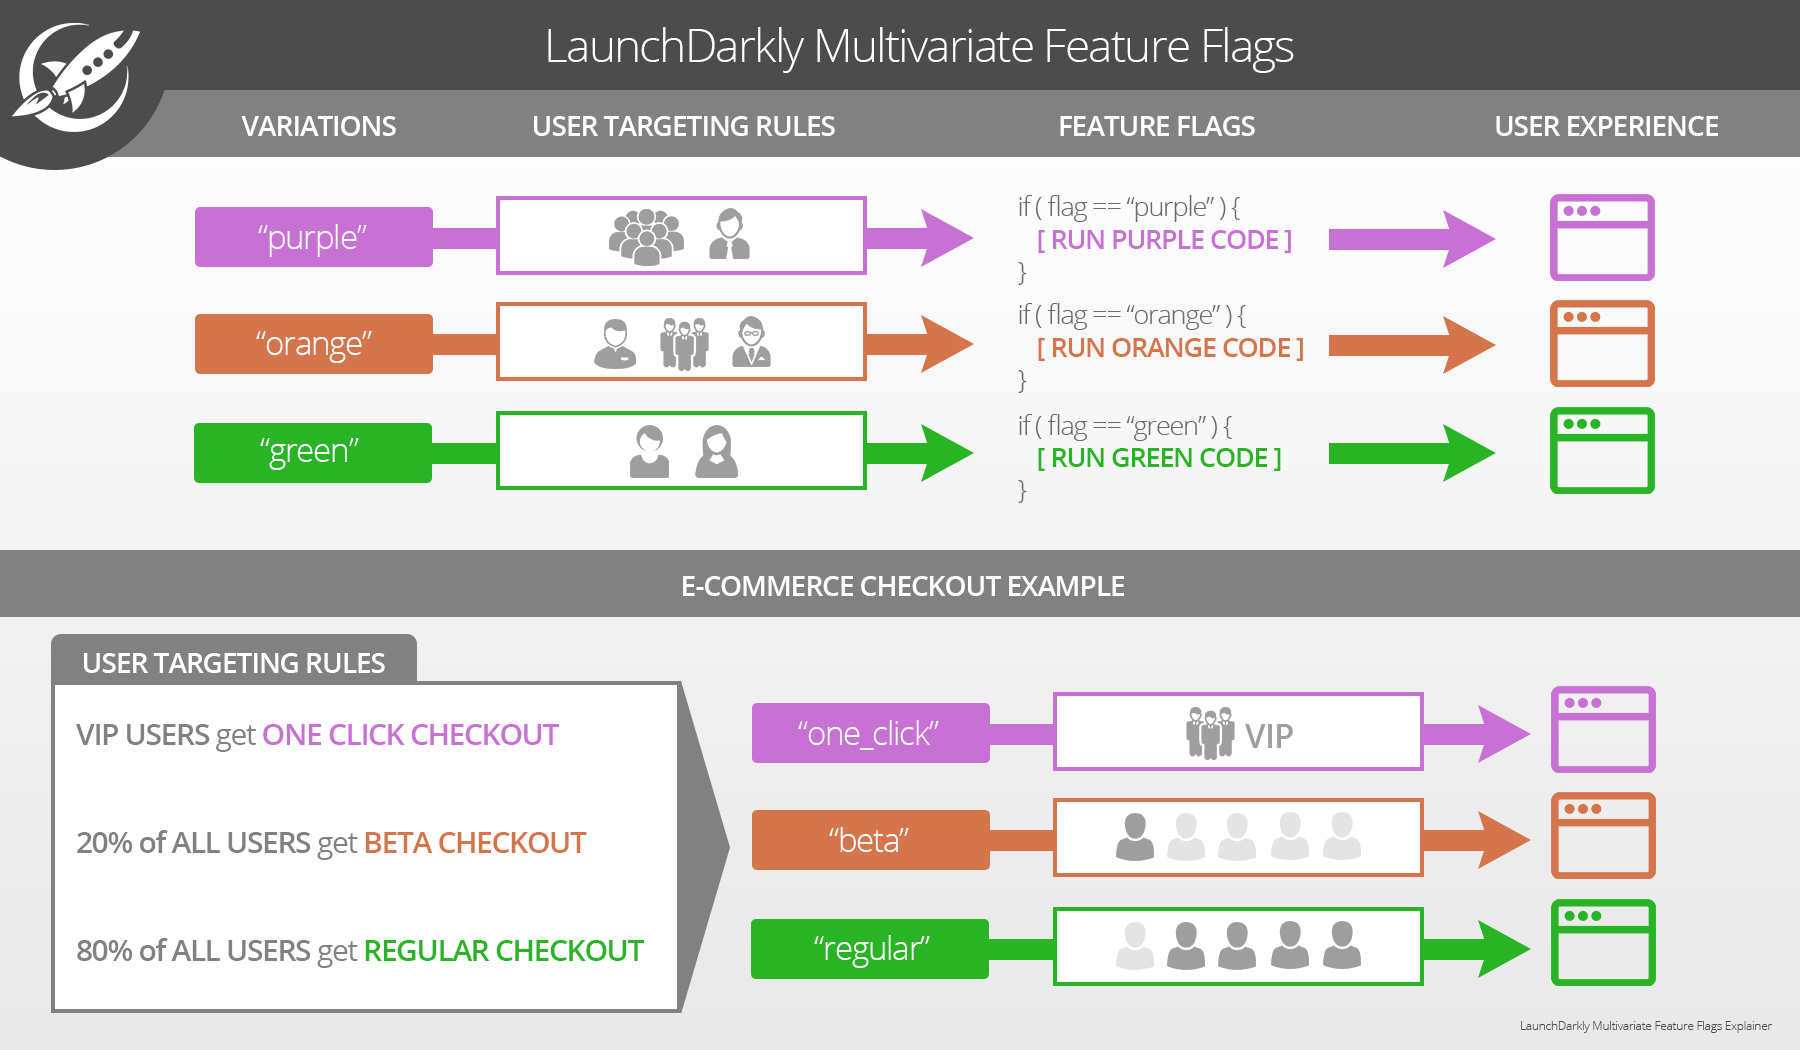 LaunchDarkly Multivariate Feature Flags
VARIATIONS
USER TARGETING RULES
FEATURE FLAGS
USER EXPERIENCE
“purple”
if ( flag == “purple” ) {
[ RUN PURPLE CODE ]
}
“orange”
if ( flag == “orange” ) {
[ RUN ORANGE CODE ]
}
“green”
if ( flag == “green” ) {
[ RUN GREEN CODE ]
}
E-COMMERCE CHECKOUT EXAMPLE
USER TARGETING RULES
VIP USERS get ONE CLICK CHECKOUT
20% of ALL USERS get BETA CHECKOUT
80% of ALL USERS get REGULAR CHECKOUT
“one_click”
VIP
“beta”
“regular”
LaunchDarkly Multivariate Feature Flags Explainer